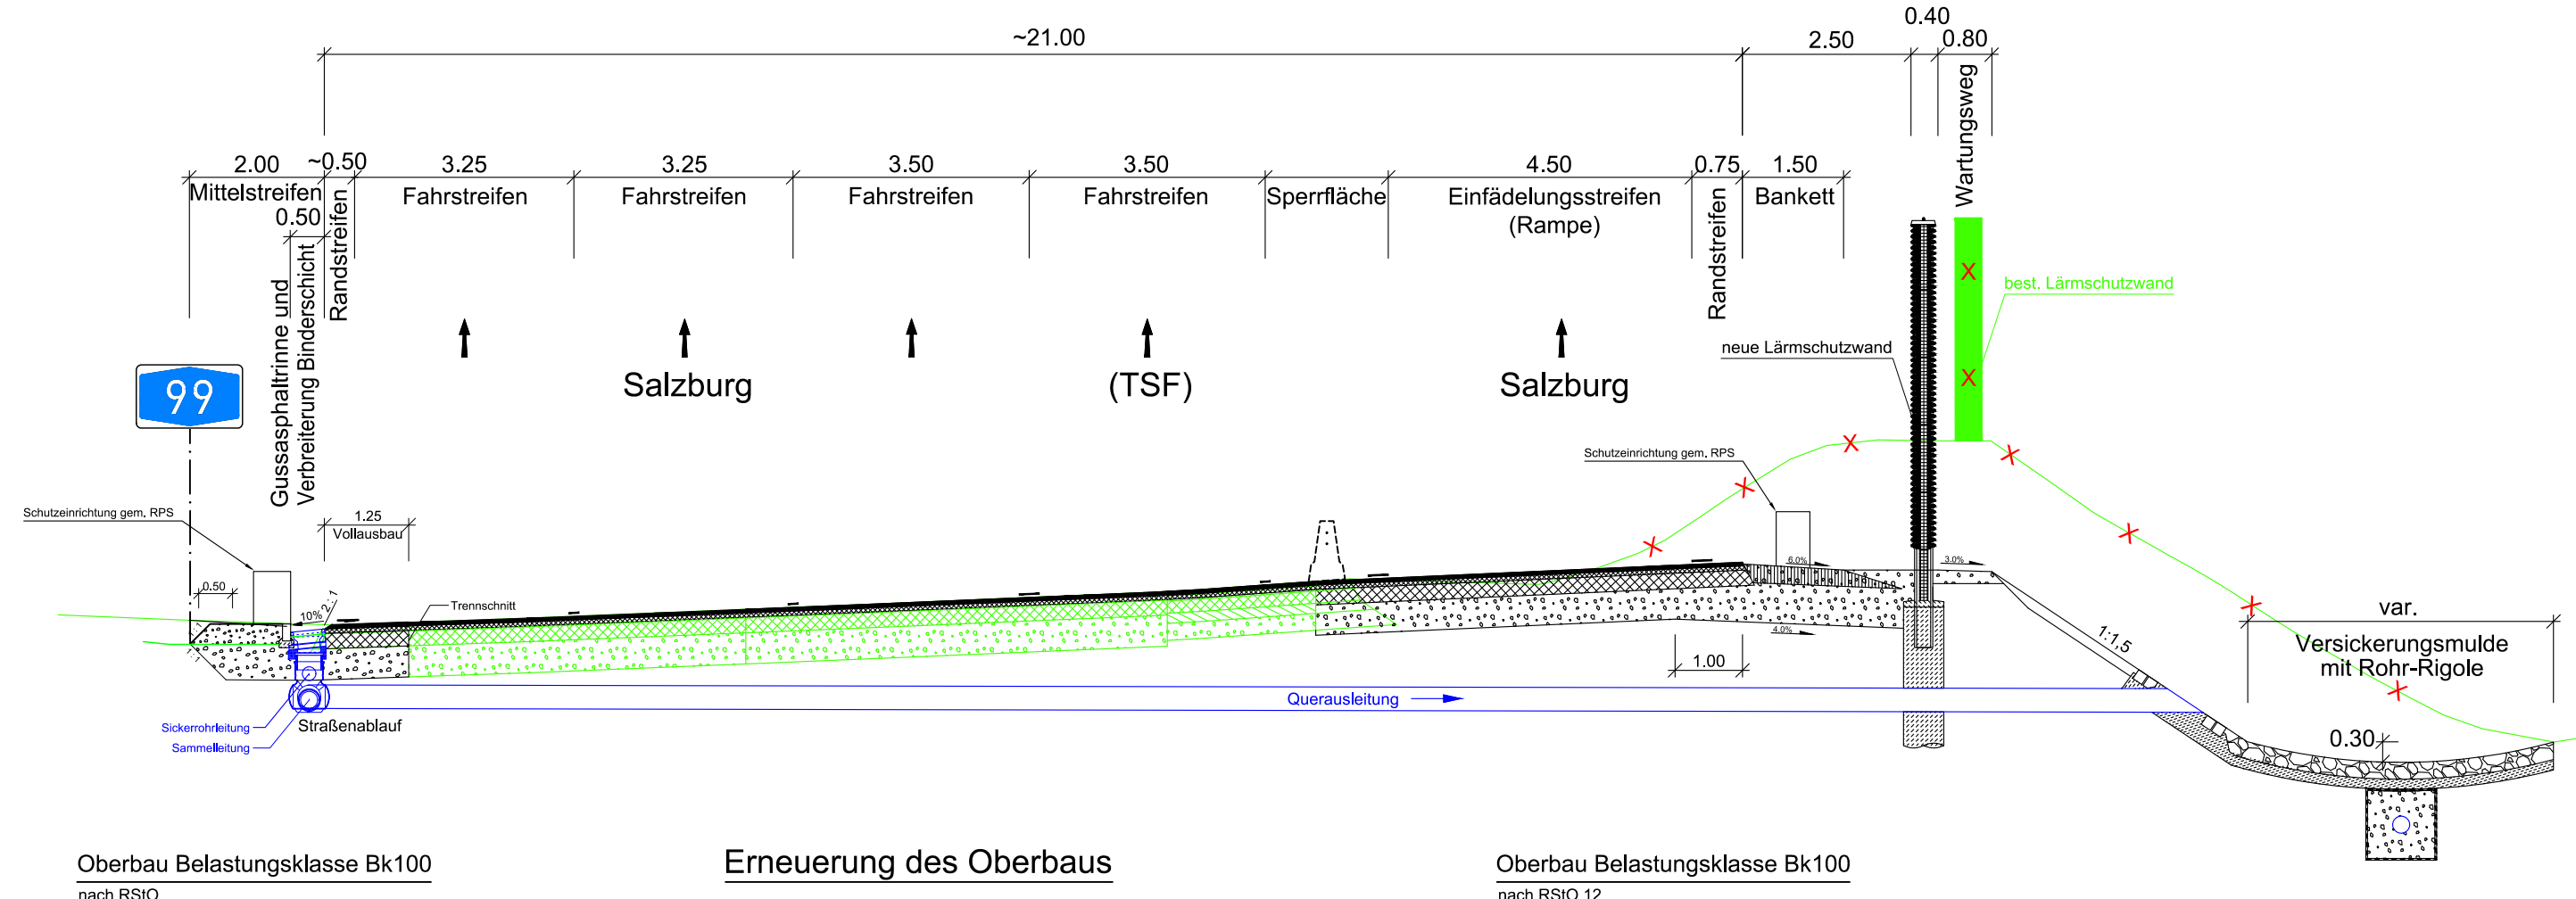 0.40
~21.00
2.50
0.80
Wartungsweg
2.00
~0.50
3.25
3.25
3.50
3.50
4.50
0.75
1.50
Mittelstreifen
Randstreifen
Fahrstreifen
Fahrstreifen
Fahrstreifen
Fahrstreifen
Sperrfläche
Einfädelungsstreifen
(Rampe)
Randstreifen
Bankett
0.50
Gussasphaltrinne und
Verbreiterung Binderschicht
best. Lärmschutzwand
neue Lärmschutzwand
99
Salzburg
(TSF)
Salzburg
Schutzeinrichtung gem. RPS
Schutzeinrichtung gem. RPS
1.25
Vollausbau
0.50
10%
2:1
1:1
Trennschnitt
6.0%
3.0%
4.0%
1.00
1:1,5
var.
Versickerungsmulde
mit Rohr-Rigole
0.30
Querausleitung
Sickerrohrleitung
Sammelleitung
Straßenablauf
Oberbau Belastungsklasse Bk100
nach RStO
Erneuerung des Oberbaus
Oberbau Belastungsklasse Bk100
nach RStO 12